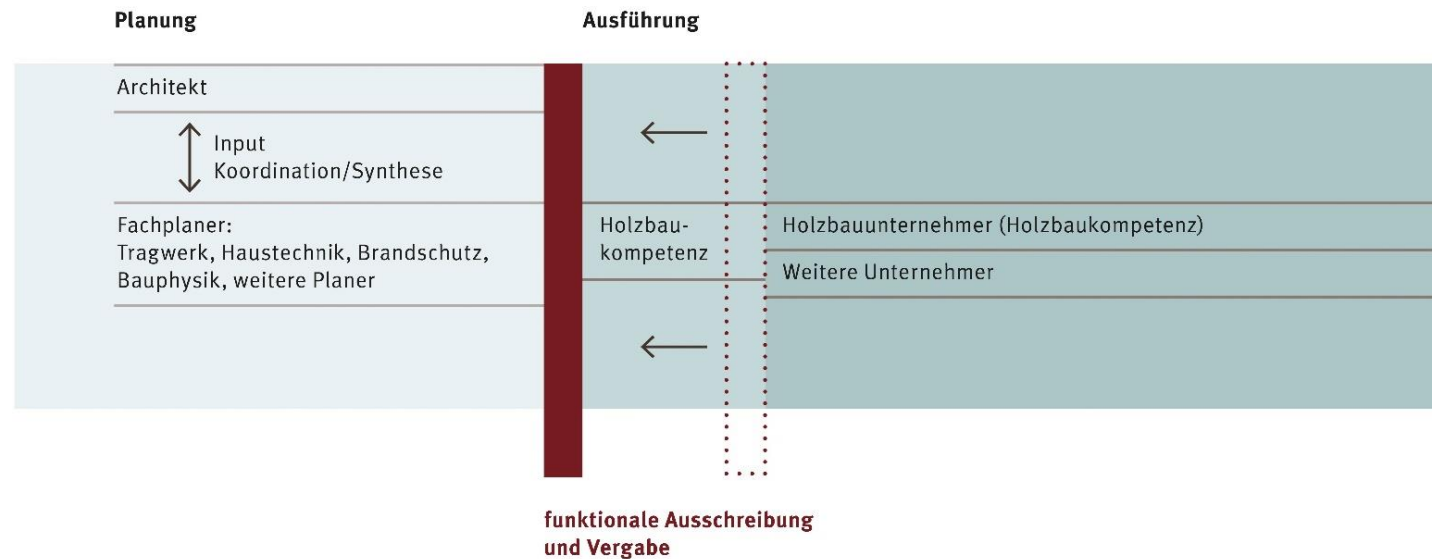 Planung
Ausführung
Architekt
Input
Koordination/Synthese
Fachplaner:
Tragwerk, Haustechnik, Brandschutz,
Bauphysik, weitere Planer
Holzbau-
kompetenz
Holzbauunternehmer (Holzbaukompetenz)
Weitere Unternehmer
funktionale Ausschreibung
und Vergabe